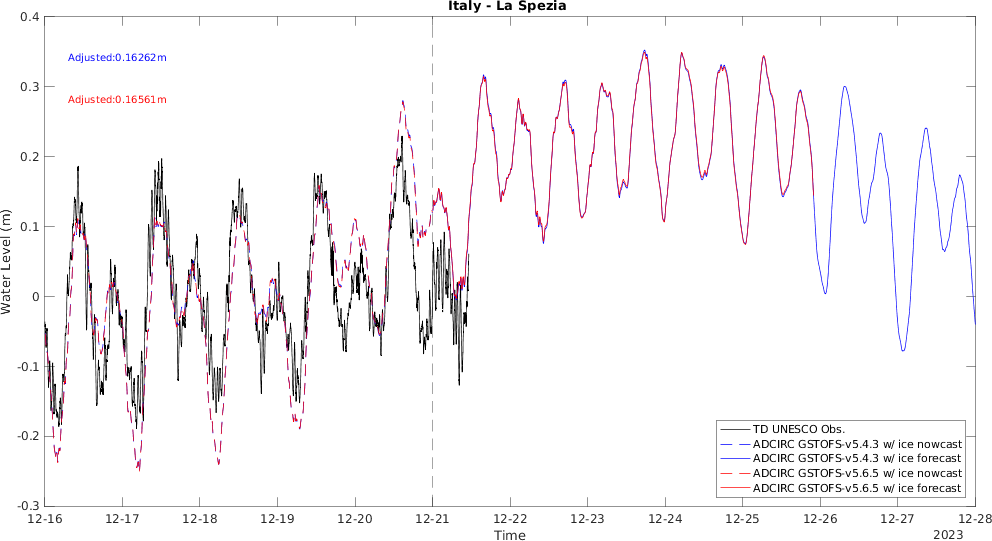 Italy - La Spezia
Adjusted:0.16262m
Adjusted:0.16561m
Water Level (m)
0.4
0.3
0.2
0.1
0
-0.1
-0.2
-0.3
TD UNESCO Obs.
ADCIRC GSTOFS-v5.4.3 w/ ice nowcast
ADCIRC GSTOFS-v5.4.3 w/ ice forecast
ADCIRC GSTOFS-v5.6.5 w/ ice nowcast
ADCIRC GSTOFS-v5.6.5 w/ ice forecast
12-16 12-17 12-18 12-19 12-20 12-21 12-22 12-23 12-24 12-25 12-26 12-27 12-28
Time
2023